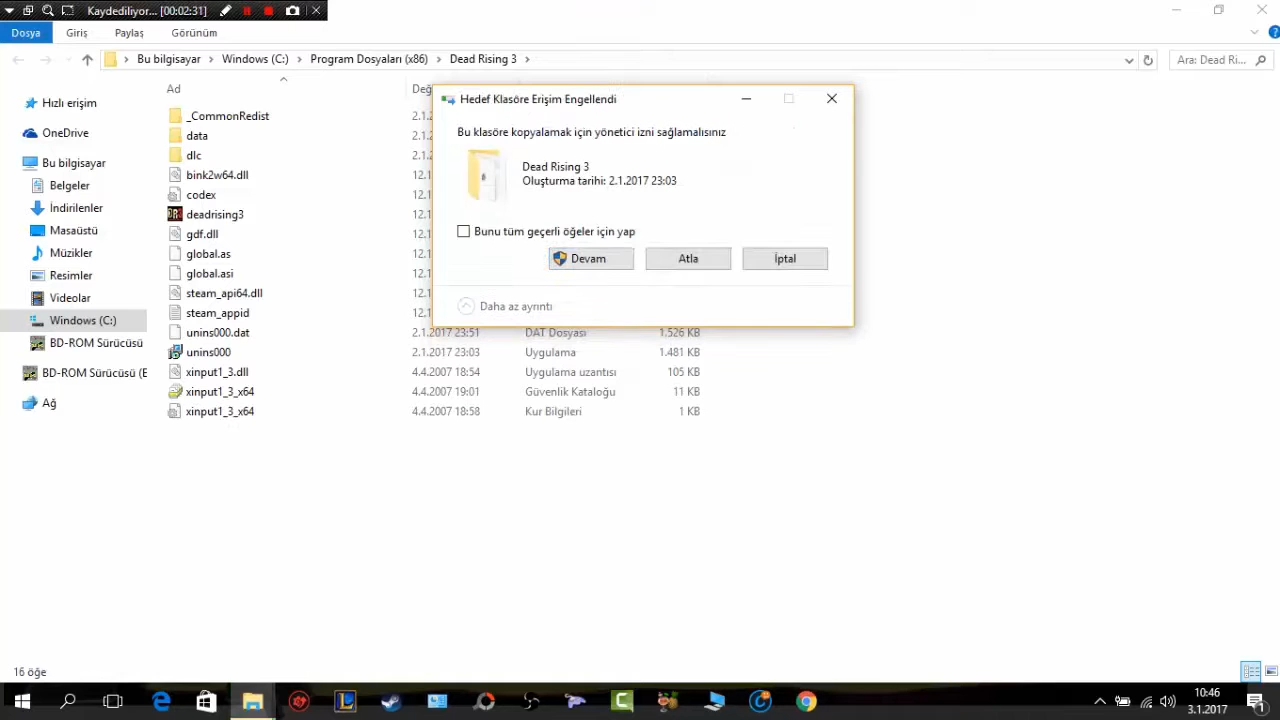 Kaydediliyor... [00:02:31]
Dosya Giriş Paylaş Görünüm
Bu bilgisayar Windows (C:) Program Dosyaları (x86) Dead Rising 3
Ara: Dead Ri...
Ad
Hızlı erişim
OneDrive
Bu bilgisayar
Belgeler
İndirilenler
Masaüstü
Müzikler
Resimler
Videolar
Windows (C:)
BD-ROM Sürücüsü
BD-ROM Sürücüsü (E
Ağ
_CommonRedist
data
dlc
bink2w64.dll
codex
deadrising3
gdf.dll
global.as
global.asi
steam_api64.dll
steam_appid
unins000.dat 2.1.2017 23:51 DAT Dosyası 1.526 KB
unins000 2.1.2017 23:03 Uygulama 1.481 KB
xinput1_3.dll 4.4.2007 18:54 Uygulama uzantısı 105 KB
xinput1_3_x64 4.4.2007 19:01 Güvenlik Kataloğu 11 KB
xinput1_3_x64 4.4.2007 18:58 Kur Bilgileri 1 KB
Hedef Klasöre Erişim Engellendi
Bu klasöre kopyalamak için yönetici izni sağlamalısınız
Dead Rising 3
Oluşturma tarihi: 2.1.2017 23:03
Bunu tüm geçerli öğeler için yap
Devam Atla İptal
Daha az ayrıntı
16 öğe
10:46
3.1.2017